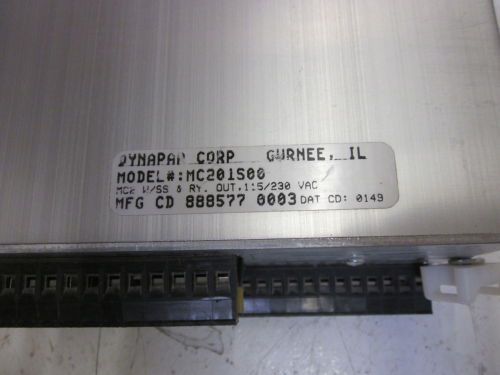 DYNAPAR CORP GURNEE, IL
MODEL#:MC201500
MC2 W/SS & RY. OUT,115/230 VAC
MFG CD 888577 0003 DAT CD: 0149